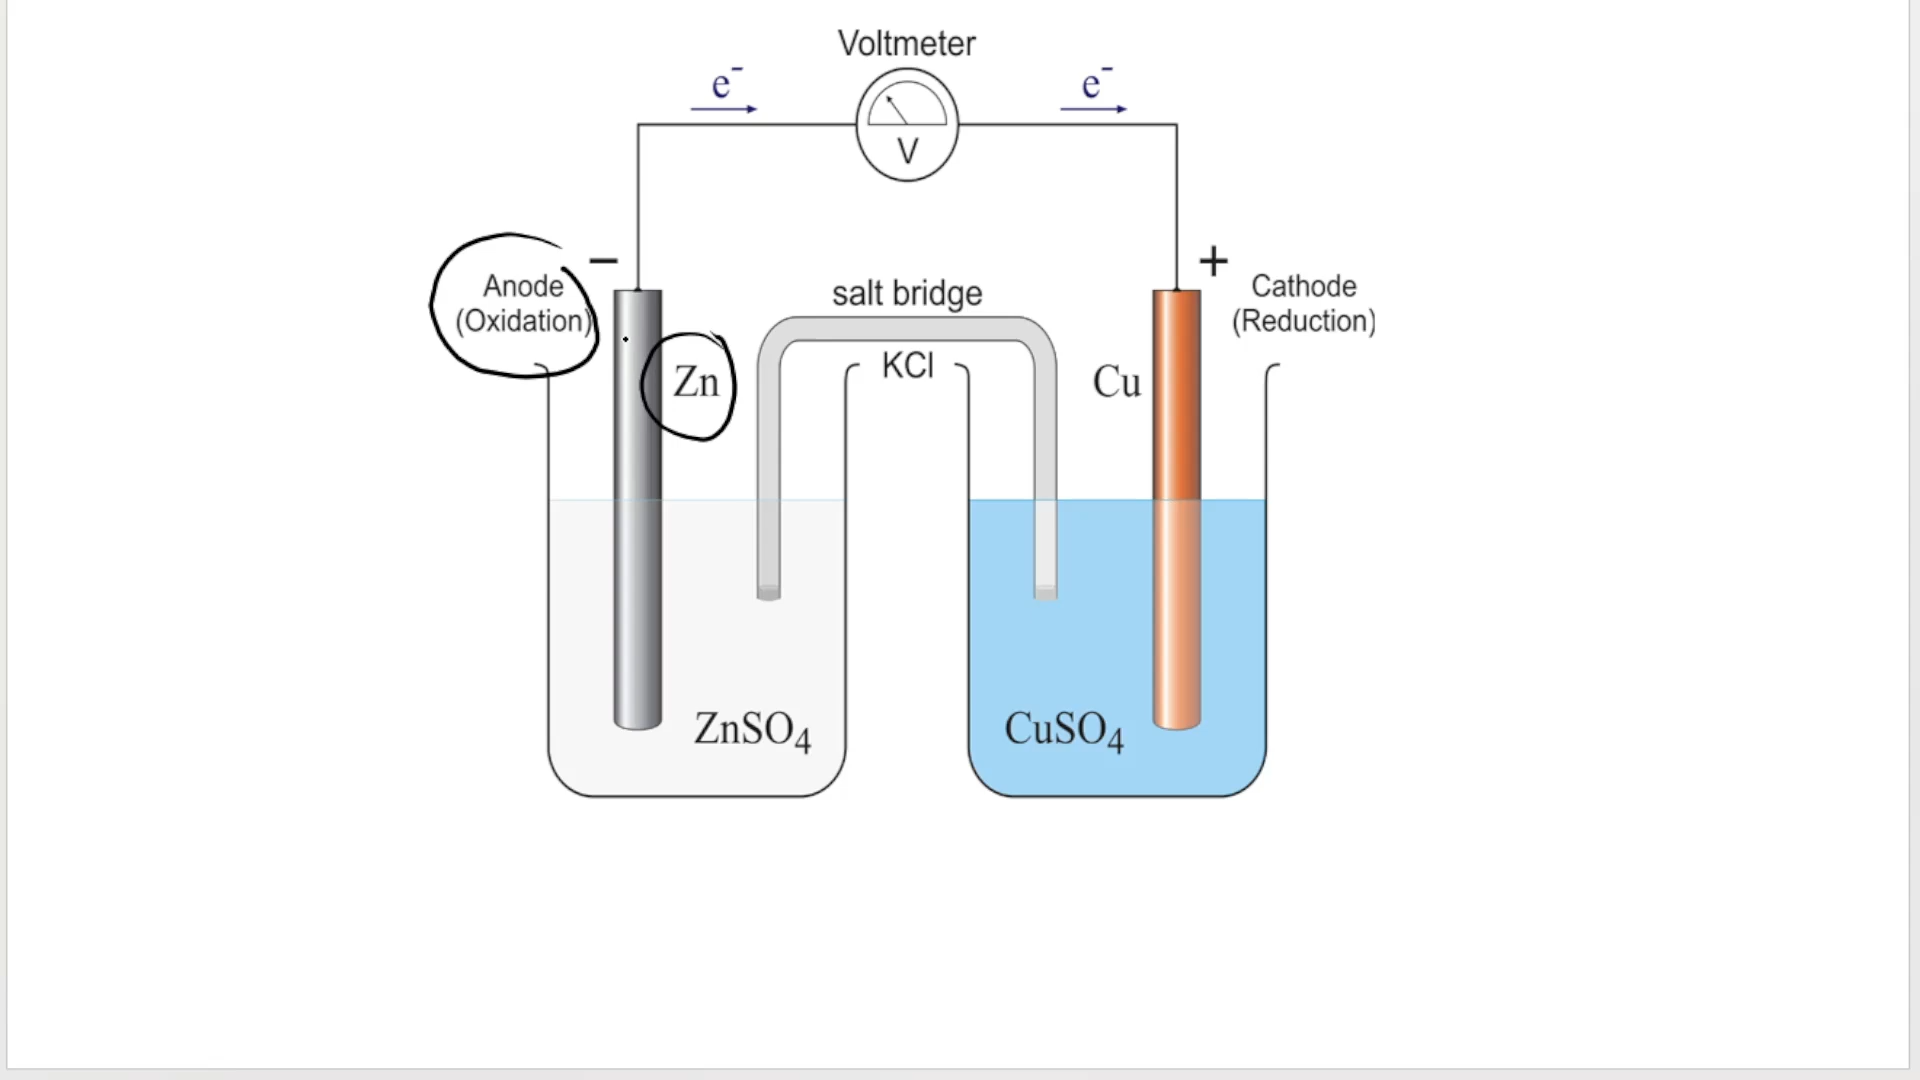 Voltmeter
e⁻
e⁻
V
−
+
Anode
(Oxidation)
salt bridge
Cathode
(Reduction)
Zn
KCl
Cu
ZnSO₄
CuSO₄